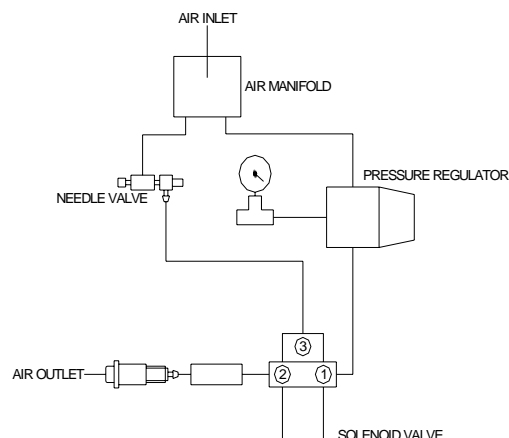 AIR INLET
AIR MANIFOLD
PRESSURE REGULATOR
NEEDLE VALVE
3
AIR OUTLET
2
1
SOLENOID VALVE